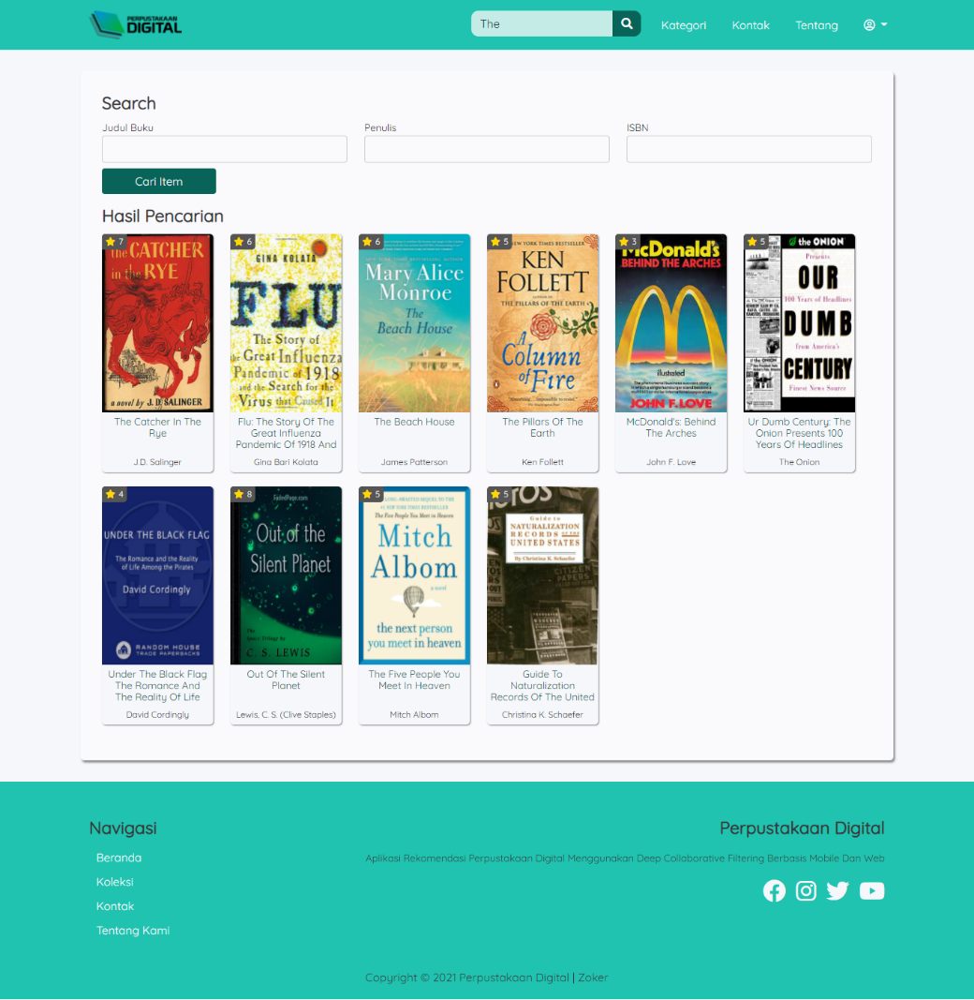 PERPUSTAKAAN
DIGITAL
The
Kategori
Kontak
Tentang
Search
Judul Buku
Penulis
ISBN
Cari Item
Hasil Pencarian
7
the CATCHER
in the RYE
a novel by J. D. SALINGER
The Catcher In The
Rye
J.D. Salinger
6
GINA KOLATA
FLU
The Story of
the Great Influenza
Pandemic of 1918
and the Search for the
Virus that Caused It
Flu: The Story Of The
Great Influenza
Pandemic Of 1918 And
Gina Bari Kolata
6
Mary Alice
Monroe
The
Beach House
The Beach House
James Patterson
5
NEW YORK TIMES BESTSELLER
KEN
FOLLETT
AUTHOR OF
THE PILLARS OF THE EARTH
A
Column
of Fire
The Pillars Of The
Earth
Ken Follett
3
McDonald's
BEHIND THE ARCHES
illustrated
JOHN F. LOVE
McDonald's: Behind
The Arches
John F. Love
5
the ONION
Presents
OUR
100 Years of Headlines
DUMB
from America's
CENTURY
Finest News Source
Ur Dumb Century: The
Onion Presents 100
Years Of Headlines
The Onion
4
UNDER THE BLACK FLAG
The Romance and the Reality
of Life Among the Pirates
David Cordingly
RANDOM HOUSE
TRADE PAPERBACKS
Under The Black Flag
The Romance And
The Reality Of Life
David Cordingly
8
FadedPage.com
Out of the
Silent Planet
The
Space Trilogy by
C. S. LEWIS
Out Of The Silent
Planet
Lewis, C. S. (Clive Staples)
5
The Five People You Meet in Heaven
Mitch
Albom
a novel
the next person
you meet in heaven
The Five People You
Meet In Heaven
Mitch Albom
5
Guide to
NATURALIZATION
RECORDS OF THE
UNITED STATES
By Christina K. Schaefer
CITIZEN
PAPERS
Guide To
Naturalization
Records Of The United
Christina K. Schaefer
Navigasi
Beranda
Koleksi
Kontak
Tentang Kami
Perpustakaan Digital
Aplikasi Rekomendasi Perpustakaan Digital Menggunakan Deep Collaborative Filtering Berbasis Mobile Dan Web
Copyright © 2021 Perpustakaan Digital | Zoker